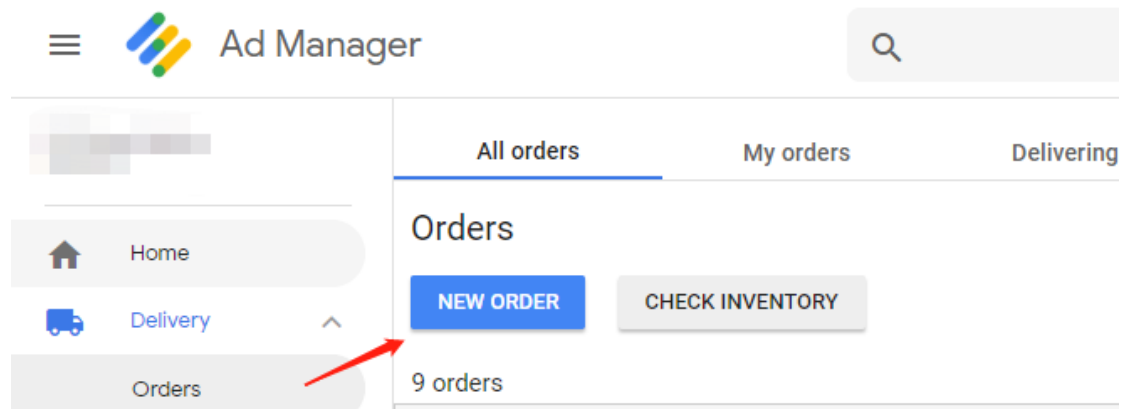 Ad Manager
All orders
My orders
Delivering
Orders
Home
NEW ORDER
CHECK INVENTORY
Delivery
9 orders
Orders